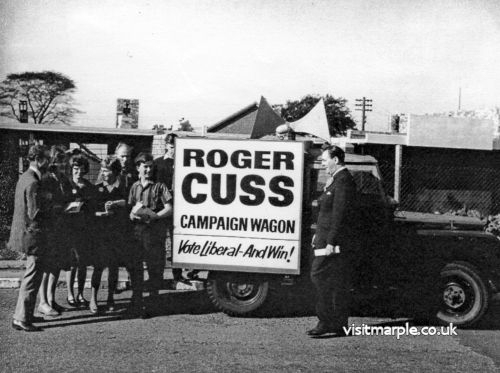 ROGER
CUSS
CAMPAIGN WAGON
Vote Liberal-And Win!
visitmarple.co.uk